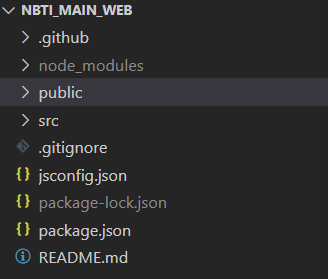 NBTI_MAIN_WEB
.github
node_modules
public
src
.gitignore
jsconfig.json
package-lock.json
package.json
README.md